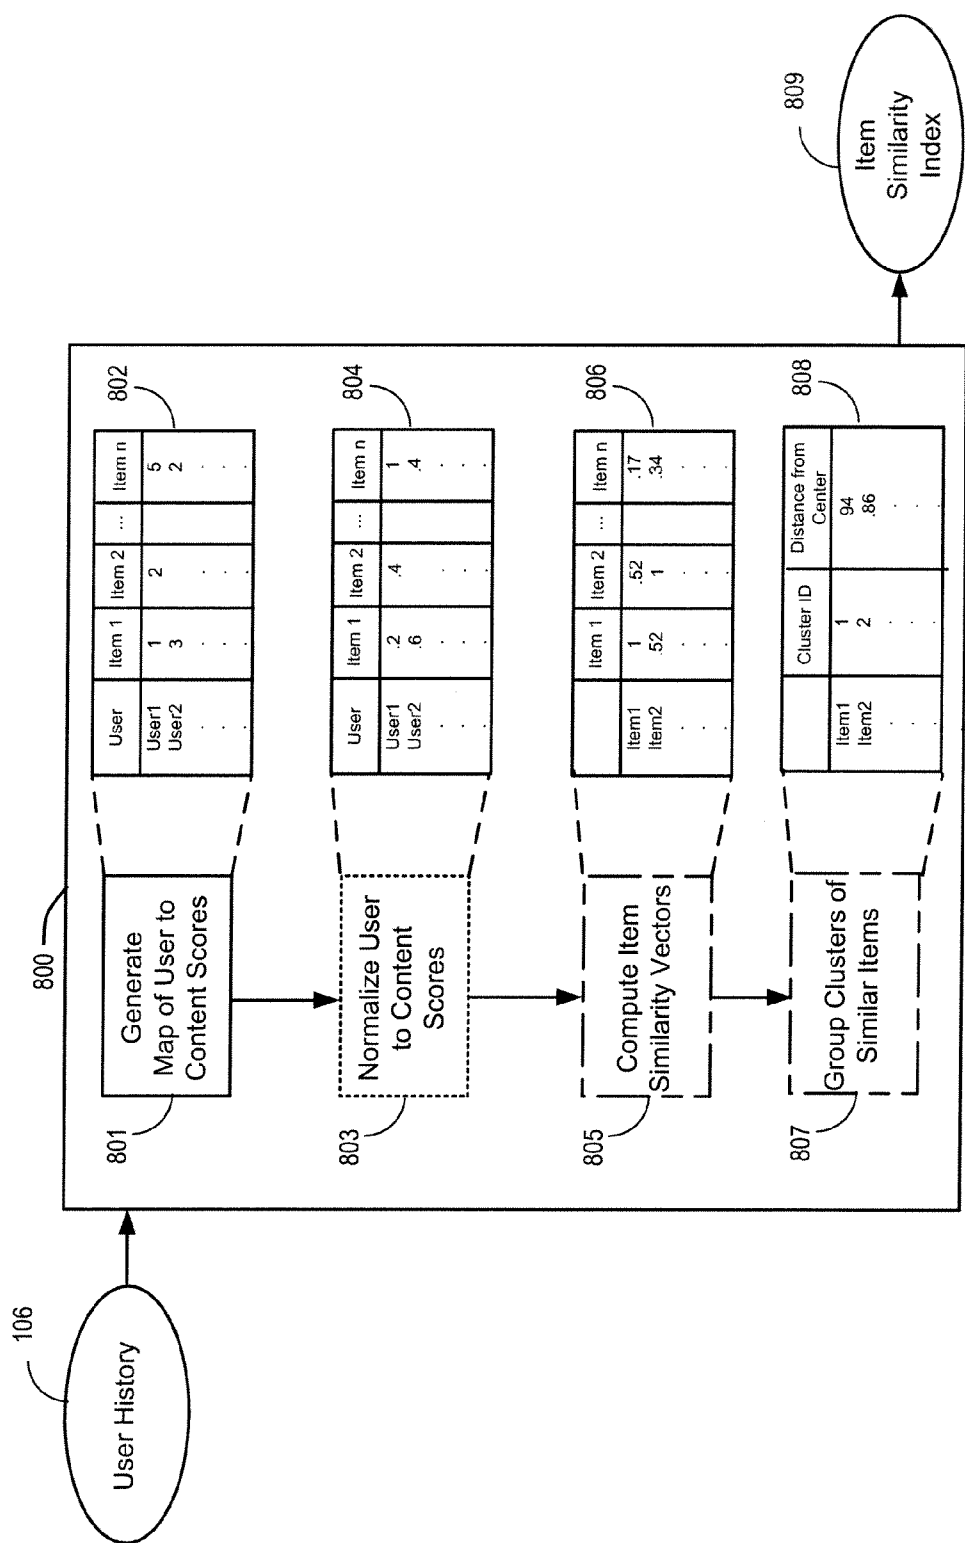 800
106
User History
801
Generate
Map of User to
Content Scores
802
User Item 1 Item 2 ... Item n
User1 1 2 5
User2 3 2
. . . .
. . . .
. . . .
803
Normalize User
to Content
Scores
804
User Item 1 Item 2 ... Item n
User1 .2 .4 1
User2 .6 .4
. . . .
. . . .
. . . .
805
Compute Item
Similarity Vectors
806
Item 1 Item 2 ... Item n
Item1 1 .52 .17
Item2 .52 1 .34
. . . .
. . . .
. . . .
807
Group Clusters of
Similar Items
808
Cluster ID Distance from
Center
Item1 1 94
Item2 2 .86
. . .
. . .
. . .
809
Item
Similarity
Index